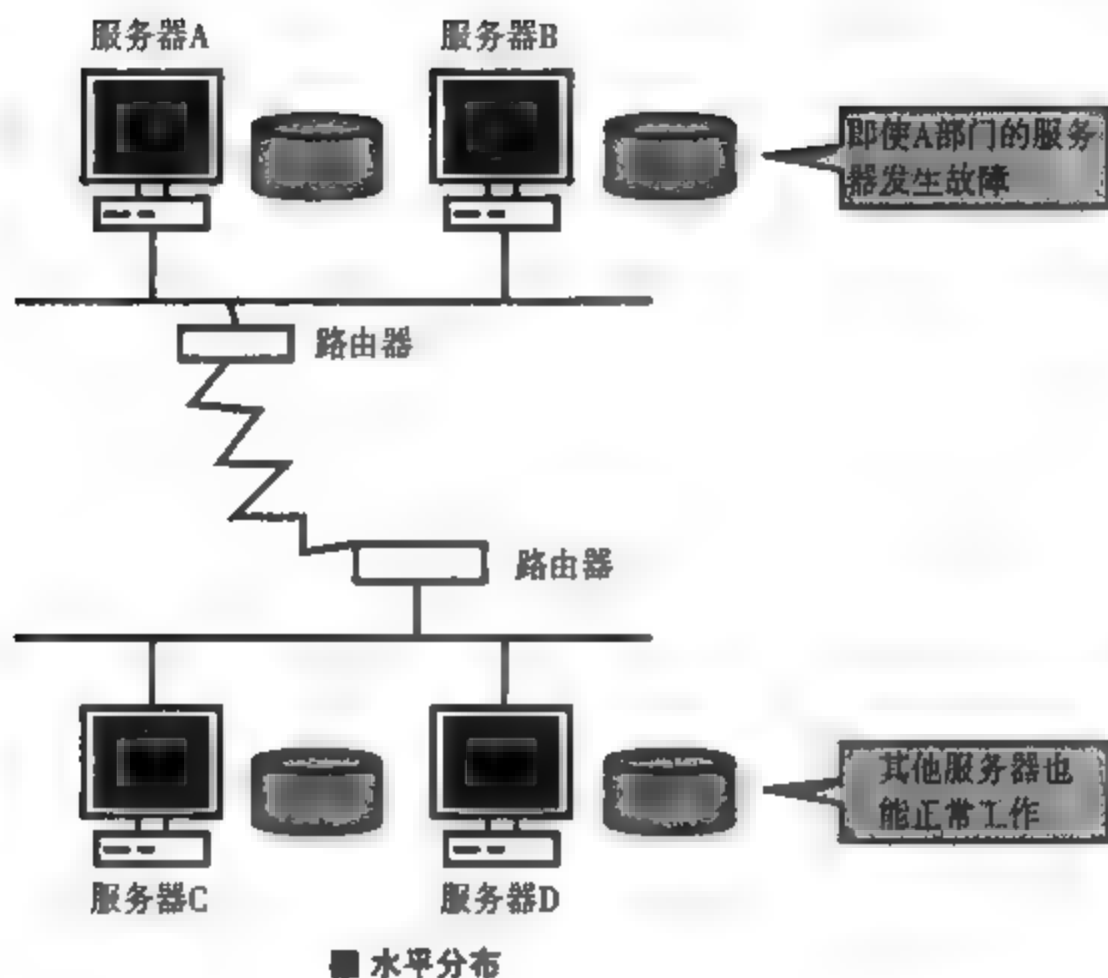 服务器A
服务器B
即使A部门的服务
器发生故障
路由器
路由器
其他服务器也
能正常工作
服务器C
服务器D
■ 水平分布